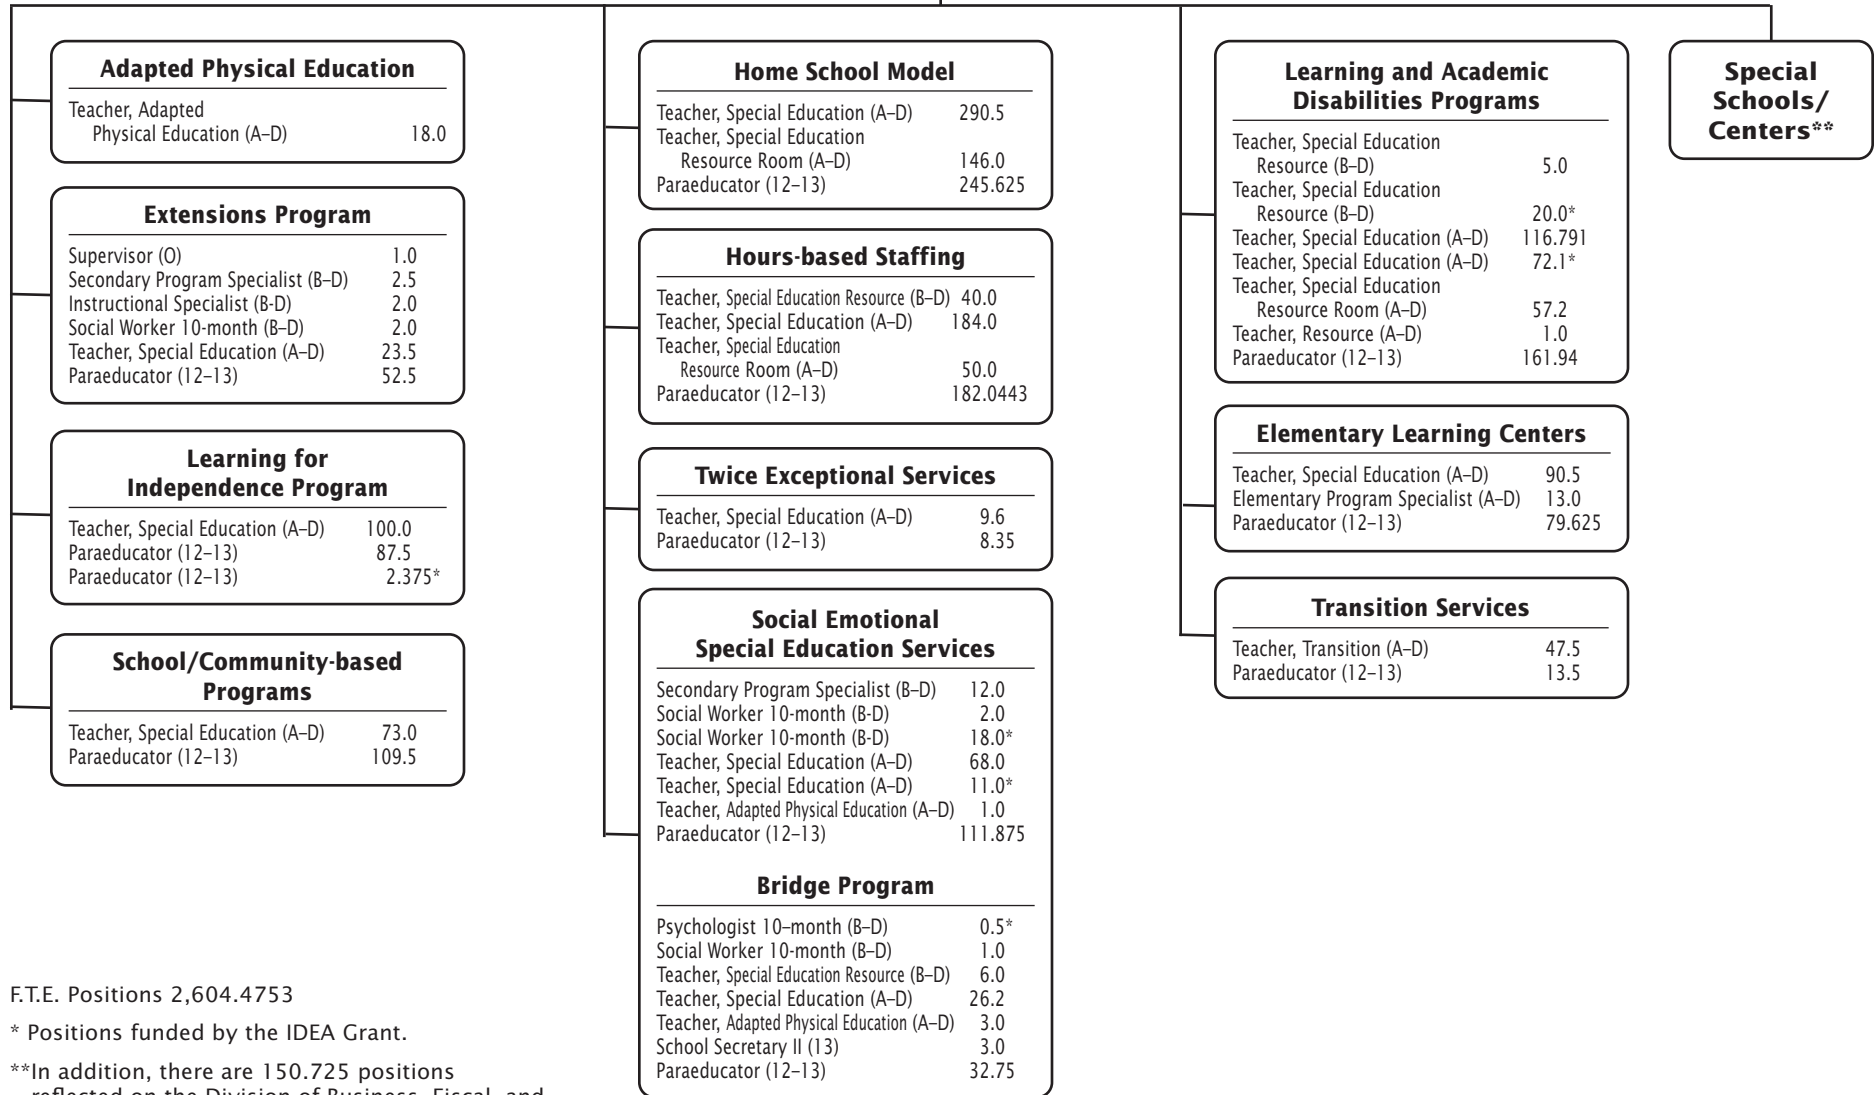 Adapted Physical Education
Teacher, Adapted
Physical Education (A–D) 18.0
Extensions Program
Supervisor (O) 1.0
Secondary Program Specialist (B–D) 2.5
Instructional Specialist (B-D) 2.0
Social Worker 10-month (B–D) 2.0
Teacher, Special Education (A–D) 23.5
Paraeducator (12–13) 52.5
Learning for
Independence Program
Teacher, Special Education (A–D) 100.0
Paraeducator (12–13) 87.5
Paraeducator (12–13) 2.375*
School/Community-based
Programs
Teacher, Special Education (A–D) 73.0
Paraeducator (12–13) 109.5
Home School Model
Teacher, Special Education (A–D) 290.5
Teacher, Special Education
Resource Room (A–D) 146.0
Paraeducator (12–13) 245.625
Hours-based Staffing
Teacher, Special Education Resource (B–D) 40.0
Teacher, Special Education (A–D) 184.0
Teacher, Special Education
Resource Room (A–D) 50.0
Paraeducator (12–13) 182.0443
Twice Exceptional Services
Teacher, Special Education (A–D) 9.6
Paraeducator (12–13) 8.35
Social Emotional
Special Education Services
Secondary Program Specialist (B–D) 12.0
Social Worker 10-month (B-D) 2.0
Social Worker 10-month (B-D) 18.0*
Teacher, Special Education (A–D) 68.0
Teacher, Special Education (A–D) 11.0*
Teacher, Adapted Physical Education (A–D) 1.0
Paraeducator (12–13) 111.875
Bridge Program
Psychologist 10–month (B–D) 0.5*
Social Worker 10-month (B–D) 1.0
Teacher, Special Education Resource (B–D) 6.0
Teacher, Special Education (A–D) 26.2
Teacher, Adapted Physical Education (A–D) 3.0
School Secretary II (13) 3.0
Paraeducator (12–13) 32.75
Learning and Academic
Disabilities Programs
Teacher, Special Education
Resource (B–D) 5.0
Teacher, Special Education
Resource (B–D) 20.0*
Teacher, Special Education (A–D) 116.791
Teacher, Special Education (A–D) 72.1*
Teacher, Special Education
Resource Room (A–D) 57.2
Teacher, Resource (A–D) 1.0
Paraeducator (12–13) 161.94
Elementary Learning Centers
Teacher, Special Education (A–D) 90.5
Elementary Program Specialist (A–D) 13.0
Paraeducator (12–13) 79.625
Transition Services
Teacher, Transition (A–D) 47.5
Paraeducator (12–13) 13.5
Special
Schools/
Centers**
F.T.E. Positions 2,604.4753
* Positions funded by the IDEA Grant.
**In addition, there are 150.725 positions
reflected on the Division of Business, Fiscal, and